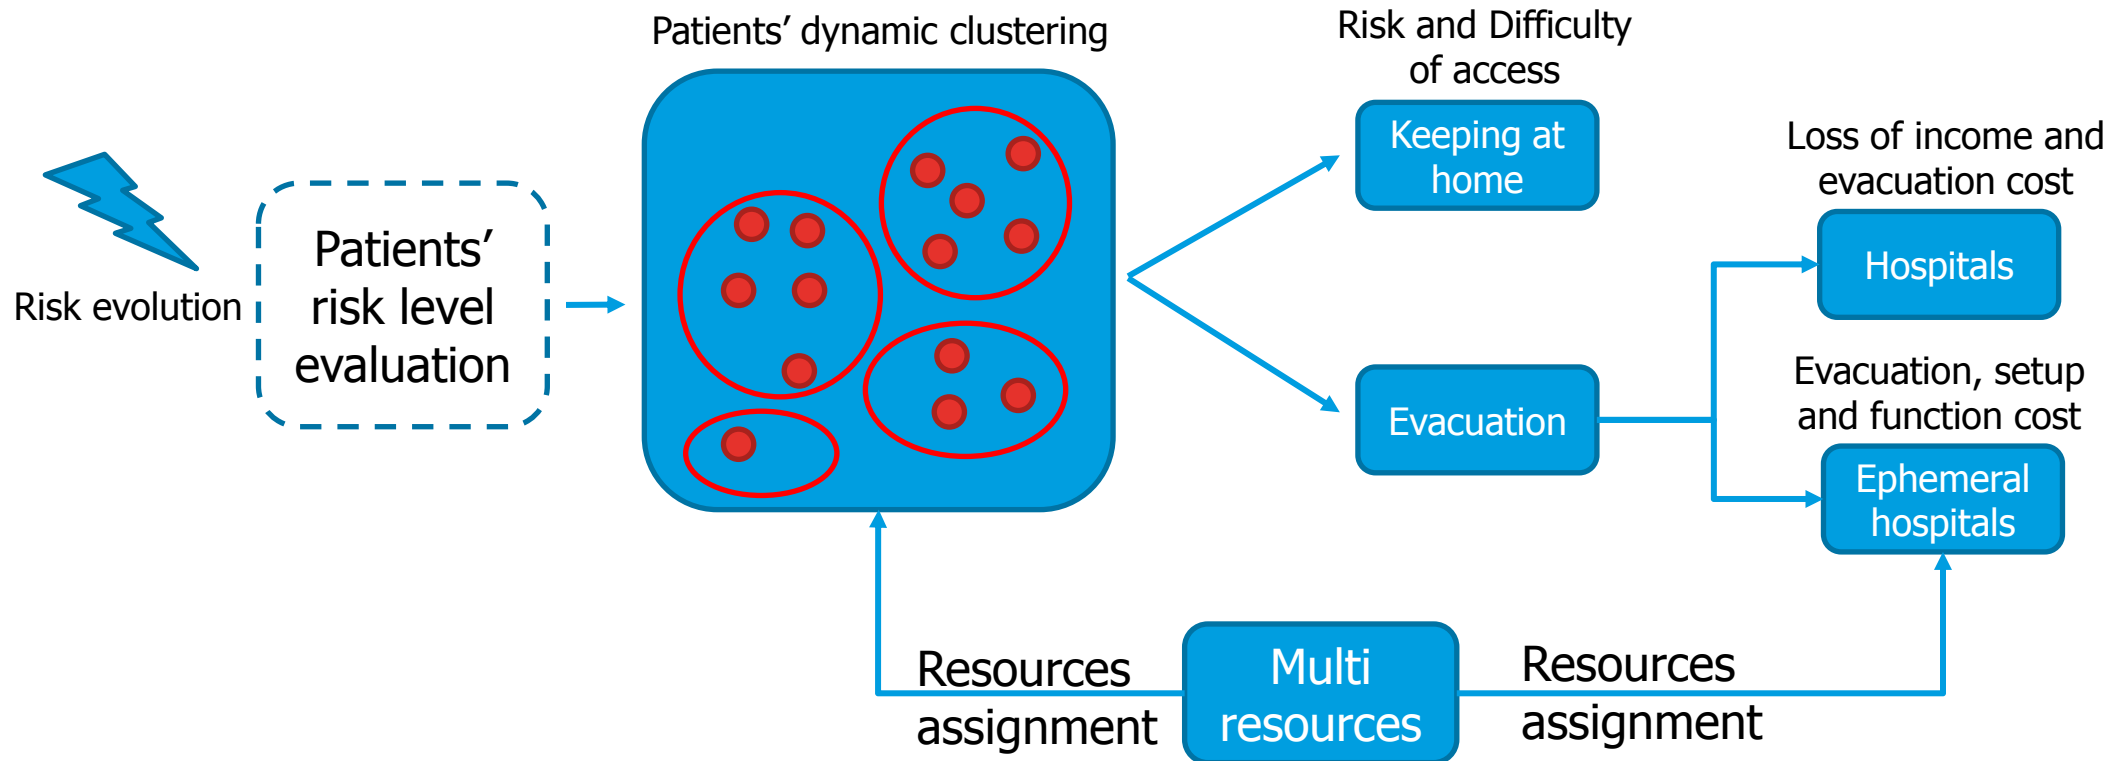 Patients’ dynamic clustering
Risk evolution
Patients’
risk level
evaluation
Risk and Difficulty
of access
Keeping at
home
Evacuation
Loss of income and
evacuation cost
Hospitals
Evacuation, setup
and function cost
Ephemeral
hospitals
Resources
assignment
Multi
resources
Resources
assignment